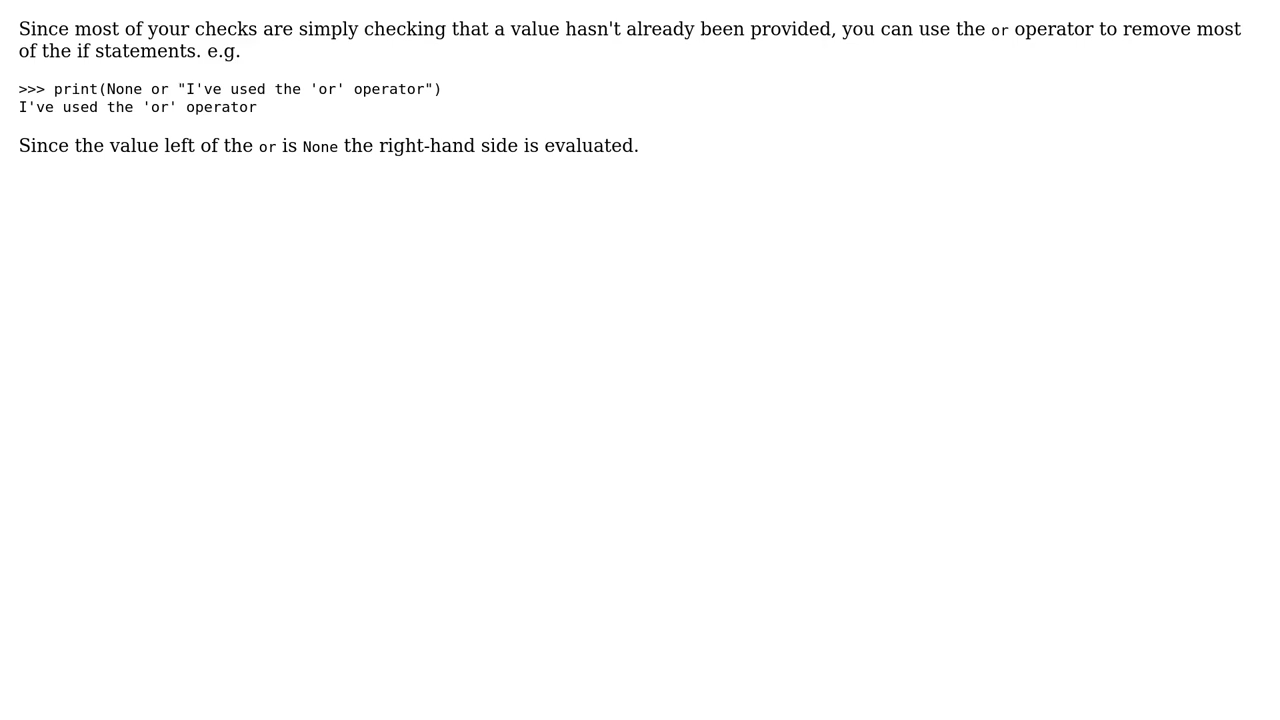 Since most of your checks are simply checking that a value hasn't already been provided, you can use the or operator to remove most
of the if statements. e.g.
>>> print(None or "I've used the 'or' operator")
I've used the 'or' operator
Since the value left of the or is None the right-hand side is evaluated.